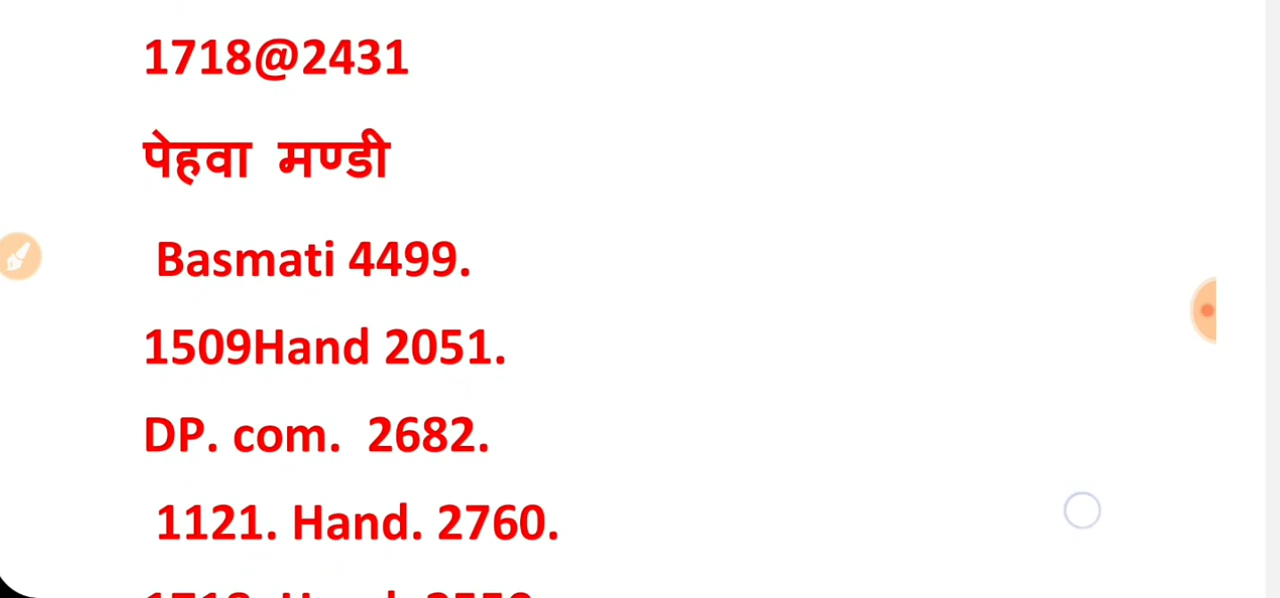 1718@2431
पेहवा मण्डी
Basmati 4499.
1509Hand 2051.
DP. com. 2682.
1121. Hand. 2760.